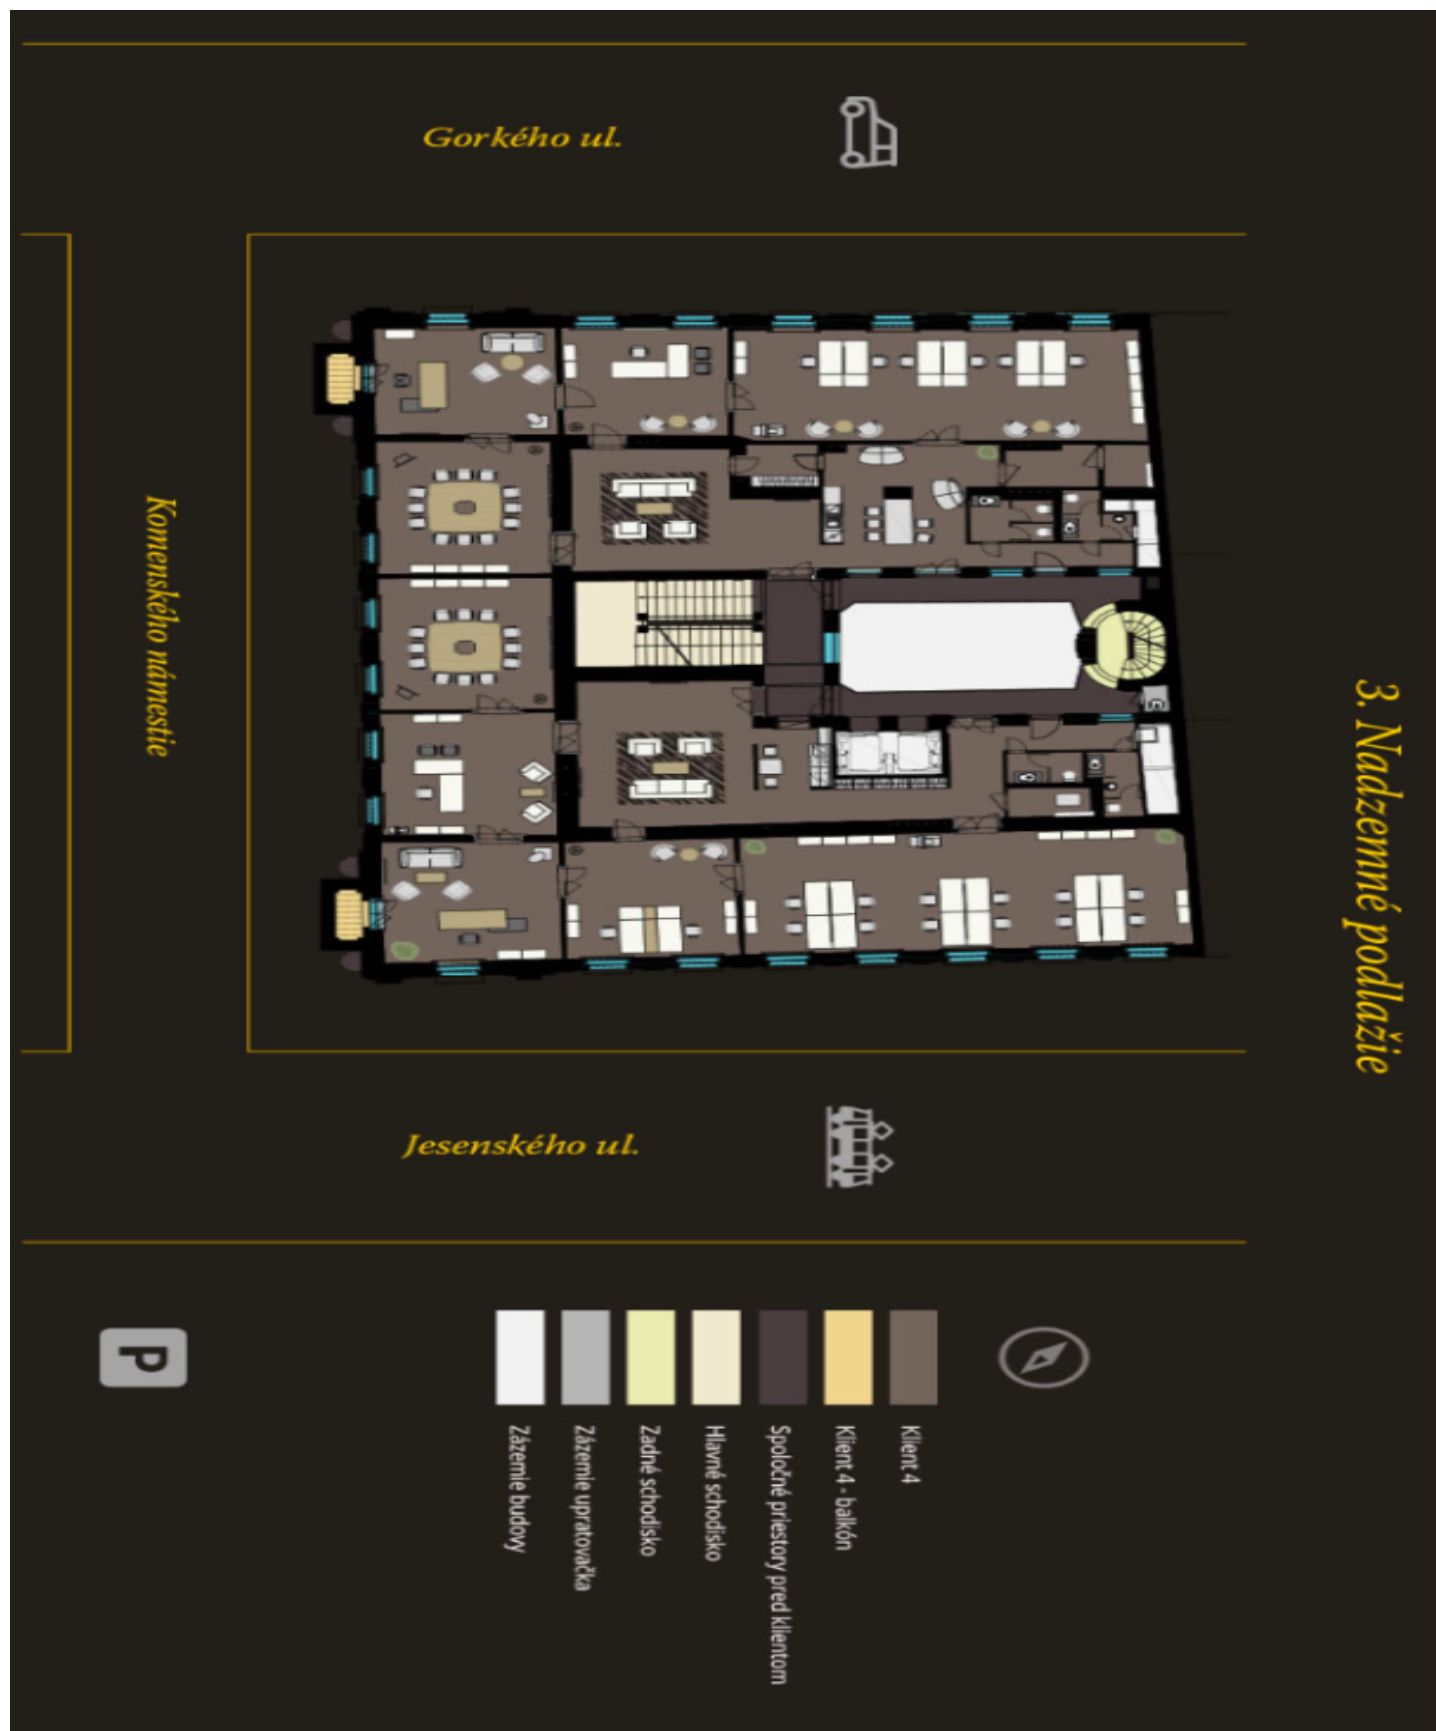 3. Nadzemné podlažie
Gorkého ul.
Komenského námestie
Jesenského ul.
Klient 4
Klient 4 - balkón
Spoločné priestory pred klientom
Hlavné schodisko
Zadné schodisko
Zázemie upratovačka
Zázemie budovy
P